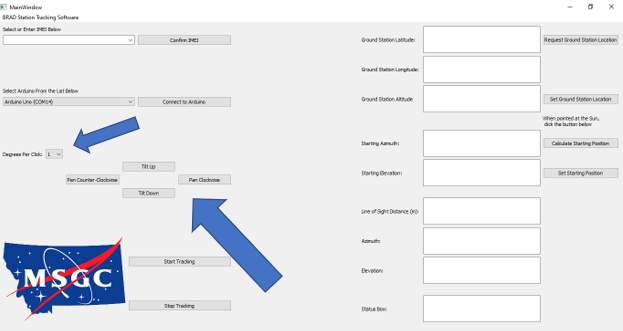 MainWindow
BRAD Station Tracking Software
Select or Enter IMEI Below
Confirm IMEI
Select Arduino From the List Below
Arduino Uno (COM14)
Connect to Arduino
Degrees Per Click:
1
Tilt Up
Pan Counter-Clockwise
Pan Clockwise
Tilt Down
MSGC
Start Tracking
Stop Tracking
Ground Station Latitude:
Request Ground Station Location
Ground Station Longitude:
Ground Station Altitude
Set Ground Station Location
When pointed at the Sun,
click the button below
Starting Azimuth:
Calculate Starting Position
Starting Elevation:
Set Starting Position
Line of Sight Distance (m):
Azimuth:
Elevation:
Status Box: